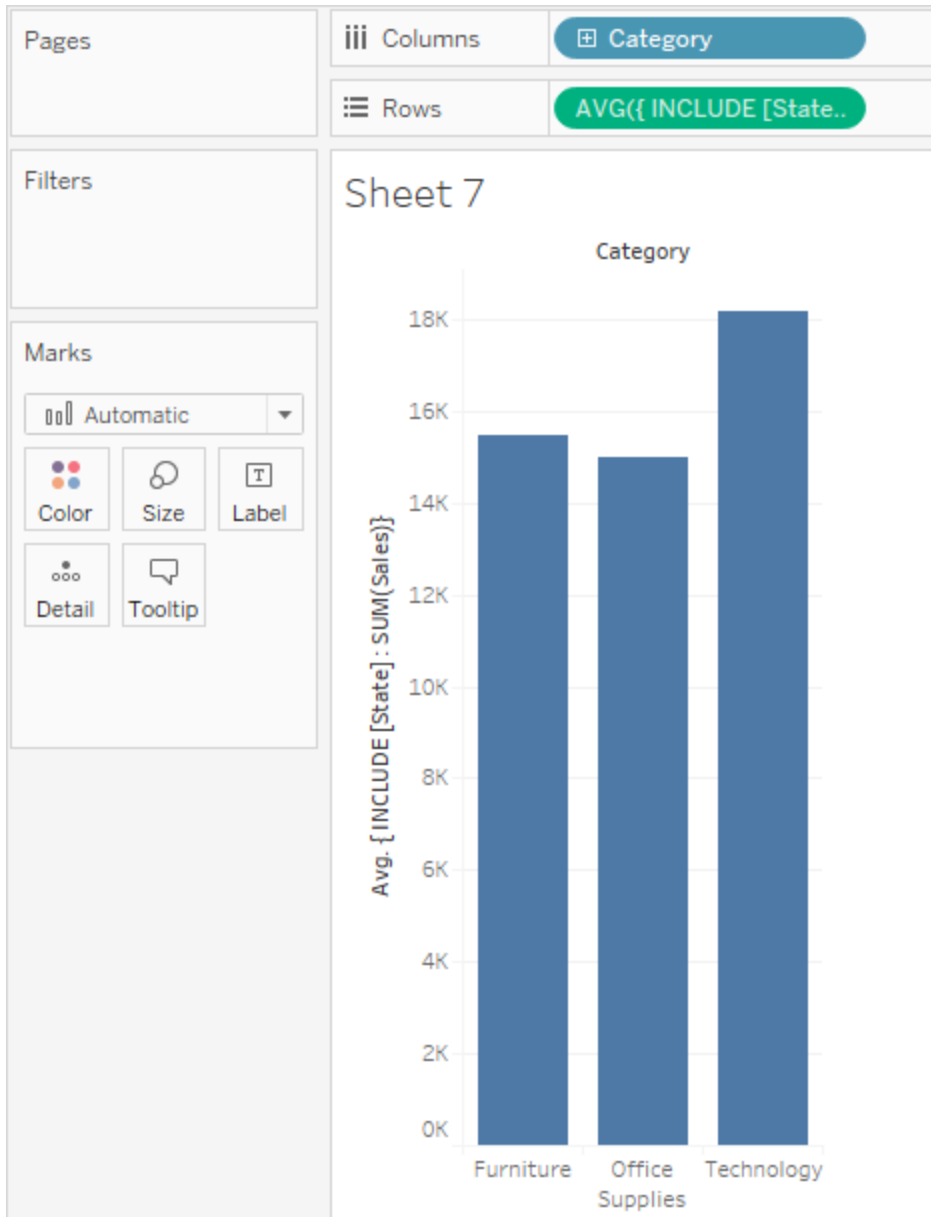 Pages
Columns
Category
Rows
AVG({ INCLUDE [State..
Filters
Sheet 7
Category
Marks
Automatic
Color
Size
Label
Detail
Tooltip
Avg. { INCLUDE [State] : SUM(Sales)}
18K
16K
14K
12K
10K
8K
6K
4K
2K
0K
Furniture
Office
Supplies
Technology